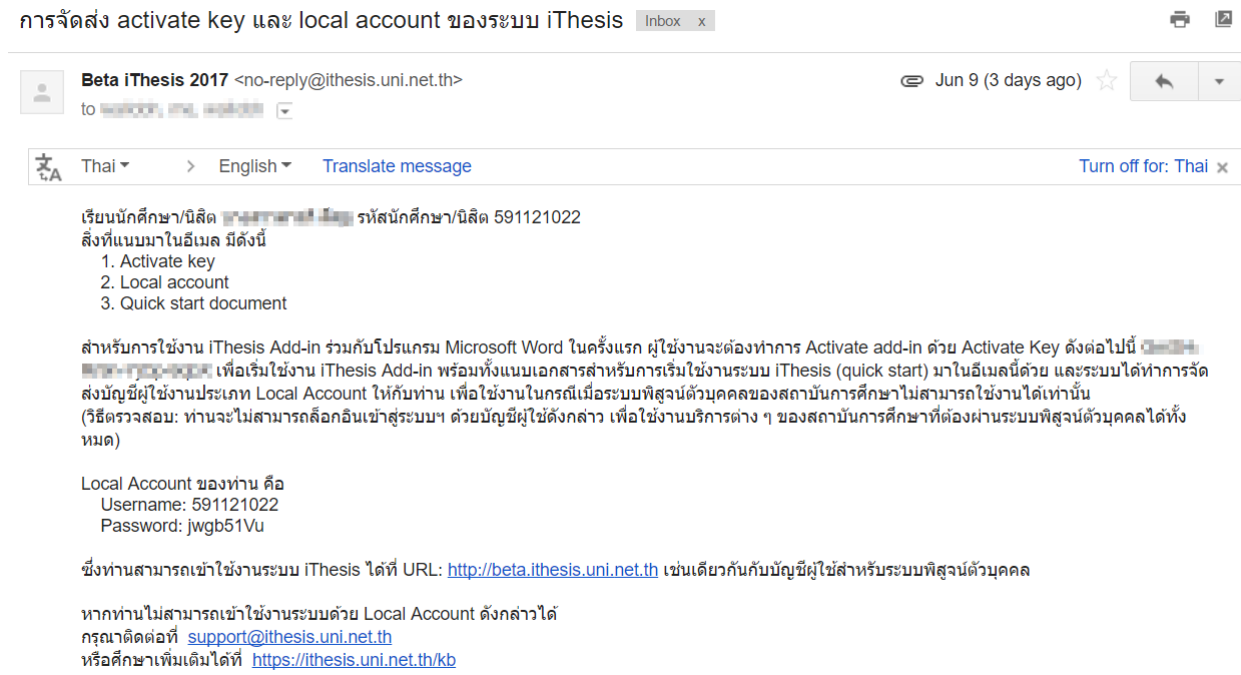 การจัดส่ง activate key และ local account ของระบบ iThesis Inbox x
Beta iThesis 2017 <no-reply@ithesis.uni.net.th> Jun 9 (3 days ago)
to
Thai > English Translate message Turn off for: Thai x
เรียนนักศึกษา/นิสิต รหัสนักศึกษา/นิสิต 591121022
สิ่งที่แนบมาในอีเมล มีดังนี้
1. Activate key
2. Local account
3. Quick start document
สำหรับการใช้งาน iThesis Add-in ร่วมกับโปรแกรม Microsoft Word ในครั้งแรก ผู้ใช้งานจะต้องทำการ Activate add-in ด้วย Activate Key ดังต่อไปนี้
เพื่อเริ่มใช้งาน iThesis Add-in พร้อมทั้งแนบเอกสารสำหรับการเริ่มใช้งานระบบ iThesis (quick start) มาในอีเมลนี้ด้วย และระบบได้ทำการจัด
ส่งบัญชีผู้ใช้งานประเภท Local Account ให้กับท่าน เพื่อใช้งานในกรณีเมื่อระบบพิสูจน์ตัวบุคคลของสถาบันการศึกษาไม่สามารถใช้งานได้เท่านั้น
(วิธีตรวจสอบ: ท่านจะไม่สามารถล็อกอินเข้าสู่ระบบฯ ด้วยบัญชีผู้ใช้ดังกล่าว เพื่อใช้งานบริการต่าง ๆ ของสถาบันการศึกษาที่ต้องผ่านระบบพิสูจน์ตัวบุคคลได้ทั้ง
หมด)
Local Account ของท่าน คือ
Username: 591121022
Password: jwgb51Vu
ซึ่งท่านสามารถเข้าใช้งานระบบ iThesis ได้ที่ URL: http://beta.ithesis.uni.net.th เช่นเดียวกันกับบัญชีผู้ใช้สำหรับระบบพิสูจน์ตัวบุคคล
หากท่านไม่สามารถเข้าใช้งานระบบด้วย Local Account ดังกล่าวได้
กรุณาติดต่อที่ support@ithesis.uni.net.th
หรือศึกษาเพิ่มเติมได้ที่ https://ithesis.uni.net.th/kb